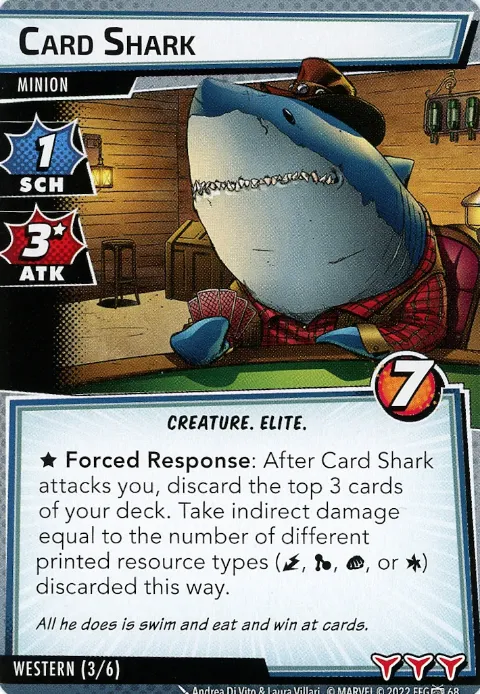 CARD SHARK
MINION
1
SCH
3*
ATK
7
CREATURE. ELITE.
★ Forced Response: After Card Shark
attacks you, discard the top 3 cards
of your deck. Take indirect damage
equal to the number of different
printed resource types ( , , , or )
discarded this way.
All he does is swim and eat and win at cards.
WESTERN (3/6)
Andrea Di Vito & Laura Villari. © MARVEL © 2022 FFG 68